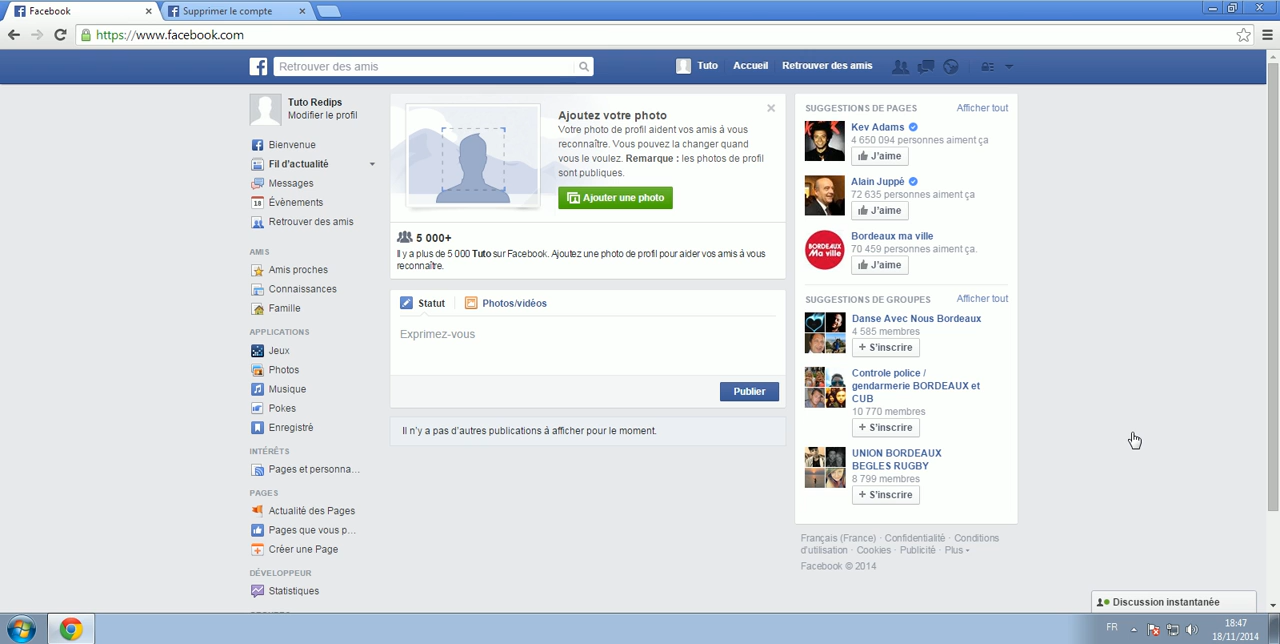 Facebook
Supprimer le compte
https://www.facebook.com
Retrouver des amis
Tuto
Accueil
Retrouver des amis
Tuto Redips
Modifier le profil
Bienvenue
Fil d'actualité
Messages
18
Évènements
Retrouver des amis
AMIS
Amis proches
Connaissances
Famille
APPLICATIONS
Jeux
Photos
Musique
Pokes
Enregistré
INTÉRÊTS
Pages et personna...
PAGES
Actualité des Pages
Pages que vous p...
Créer une Page
DÉVELOPPEUR
Statistiques
Ajoutez votre photo
Votre photo de profil aident vos amis à vous
reconnaître. Vous pouvez la changer quand
vous le voulez. Remarque : les photos de profil
sont publiques.
Ajouter une photo
5 000+
Il y a plus de 5 000 Tuto sur Facebook. Ajoutez une photo de profil pour aider vos amis à vous
reconnaître.
Statut
Photos/vidéos
Exprimez-vous
Publier
Il n'y a pas d'autres publications à afficher pour le moment.
SUGGESTIONS DE PAGES
Afficher tout
Kev Adams
4 650 094 personnes aiment ça
J'aime
Alain Juppé
72 635 personnes aiment ça
J'aime
BORDEAUX
Ma ville
Bordeaux ma ville
70 459 personnes aiment ça.
J'aime
SUGGESTIONS DE GROUPES
Afficher tout
Danse Avec Nous Bordeaux
4 585 membres
+ S'inscrire
Controle police /
gendarmerie BORDEAUX et
CUB
10 770 membres
+ S'inscrire
UNION BORDEAUX
BEGLES RUGBY
8 799 membres
+ S'inscrire
Français (France) · Confidentialité · Conditions
d'utilisation · Cookies · Publicité · Plus
Facebook © 2014
Discussion instantanée
FR
18:47
18/11/2014